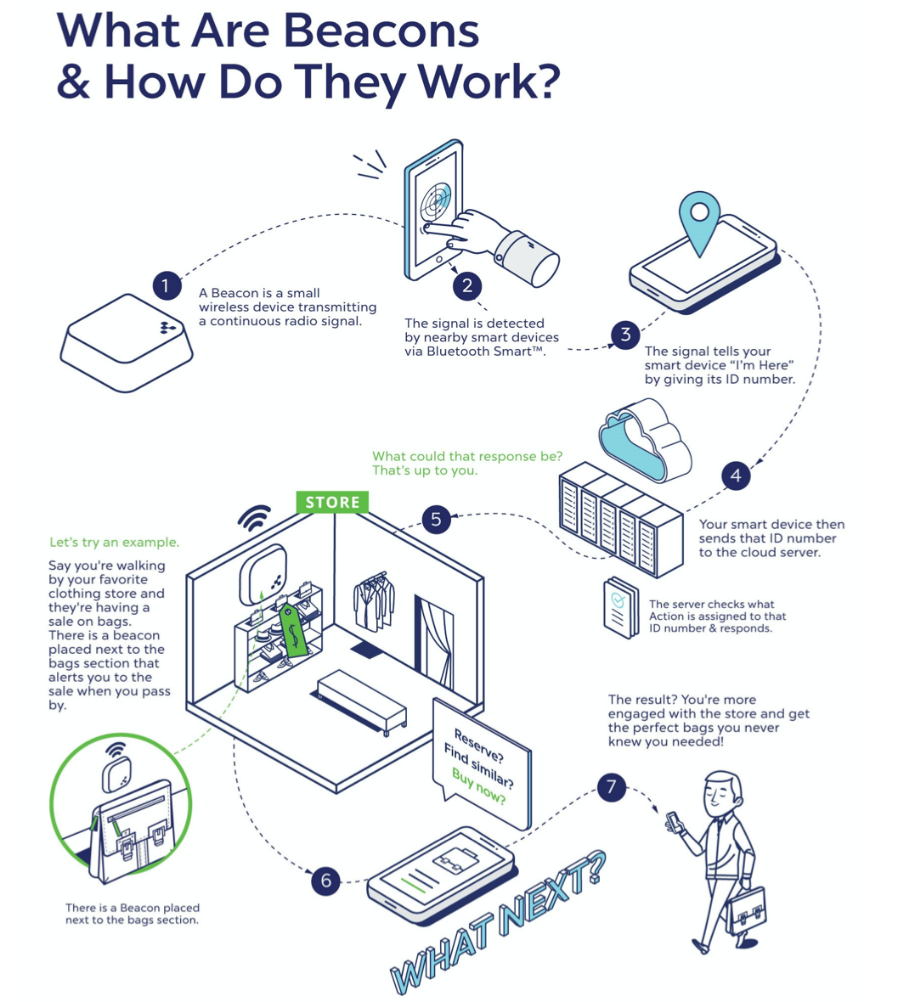 What Are Beacons
& How Do They Work?
1
A Beacon is a small
wireless device transmitting
a continuous radio signal.
2
The signal is detected
by nearby smart devices
via Bluetooth Smart™.
3
The signal tells your
smart device “I'm Here”
by giving its ID number.
4
Your smart device then
sends that ID number
to the cloud server.
The server checks what
Action is assigned to that
ID number & responds.
What could that response be?
That's up to you.
5
STORE
Let's try an example.
Say you're walking
by your favorite
clothing store and
they're having a
sale on bags.
There is a beacon
placed next to the
bags section that
alerts you to the
sale when you pass
by.
$
There is a Beacon placed
next to the bags section.
6
Reserve?
Find similar?
Buy now?
WHAT NEXT?
7
The result? You're more
engaged with the store and get
the perfect bags you never
knew you needed!